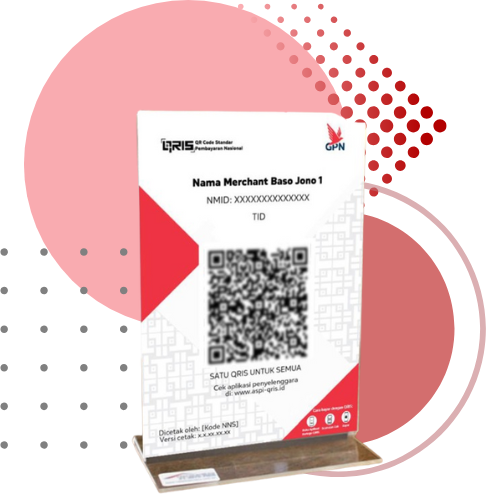 QRIS QR Code Standar
Pembayaran Nasional
GPN
Nama Merchant Baso Jono 1
NMID: XXXXXXXXXXXXXX
TID
SATU QRIS UNTUK SEMUA
Cek aplikasi penyelenggara
di: www.aspi-qris.id
Dicetak oleh: [Kode NNS]
Versi cetak: x.x.xx.xx.xx